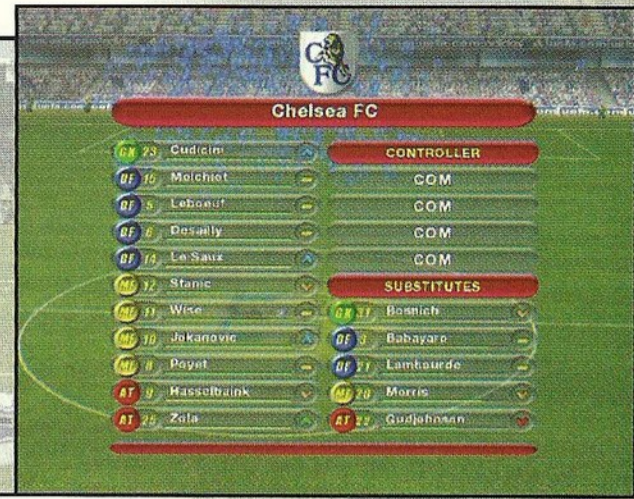 CFC
Chelsea FC
GK 23 Cudicini
DF 15 Melchiot
DF 5 Leboeuf
DF 6 Desailly
DF 14 Le Saux
MF 12 Stanic
MF 11 Wise
MF 10 Jokanovic
MF 8 Poyet
AT 9 Hasselbaink
AT 25 Zola
CONTROLLER
COM
COM
COM
COM
SUBSTITUTES
GK 31 Bosnich
DF 3 Babayaro
DF 21 Lambourde
MF 20 Morris
AT 22 Gudjohnsen